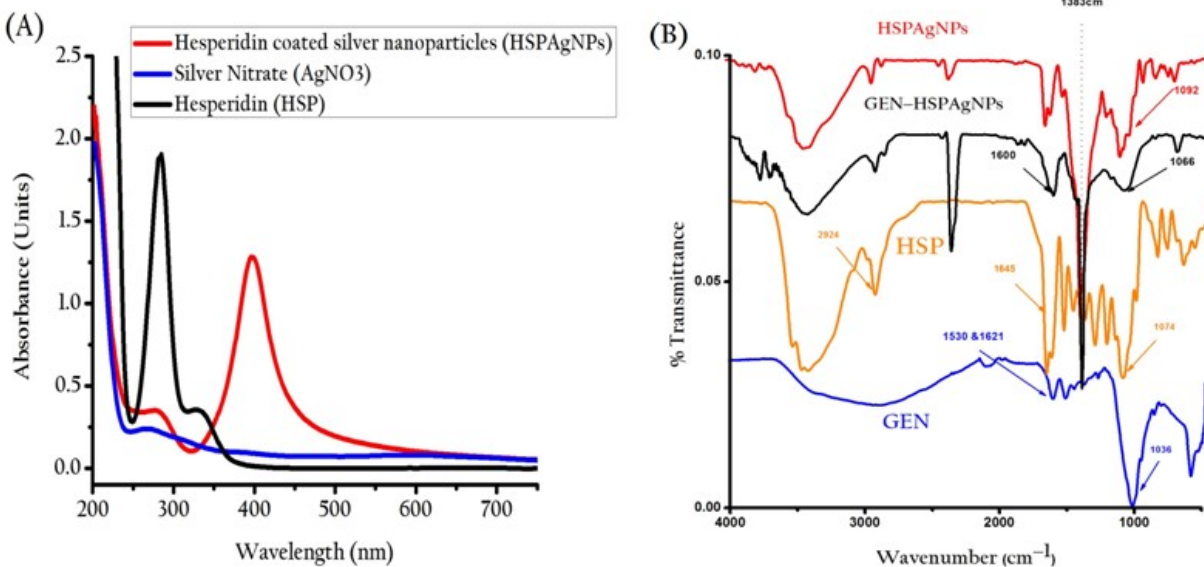 (A)
2.5
2.0
1.5
1.0
0.5
0.0
Absorbance (Units)
Hesperidin coated silver nanoparticles (HSPAgNPs)
Silver Nitrate (AgNO3)
Hesperidin (HSP)
200 300 400 500 600 700
Wavelength (nm)
(B)
1383cm
HSPAgNPs
0.10
1092
GEN–HSPAgNPs
1600
1066
2924
HSP
1645
% Transmittance
0.05
1074
1530 &1621
GEN
1036
0.00
4000 3000 2000 1000
Wavenumber (cm⁻¹)